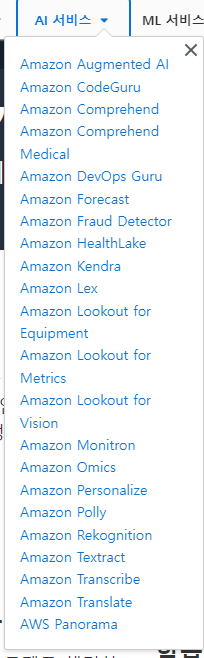 AI 서비스
ML 서비스
Amazon Augmented AI
Amazon CodeGuru
Amazon Comprehend
Amazon Comprehend
Medical
Amazon DevOps Guru
Amazon Forecast
Amazon Fraud Detector
Amazon HealthLake
Amazon Kendra
Amazon Lex
Amazon Lookout for
Equipment
Amazon Lookout for
Metrics
Amazon Lookout for
Vision
Amazon Monitron
Amazon Omics
Amazon Personalize
Amazon Polly
Amazon Rekognition
Amazon Textract
Amazon Transcribe
Amazon Translate
AWS Panorama